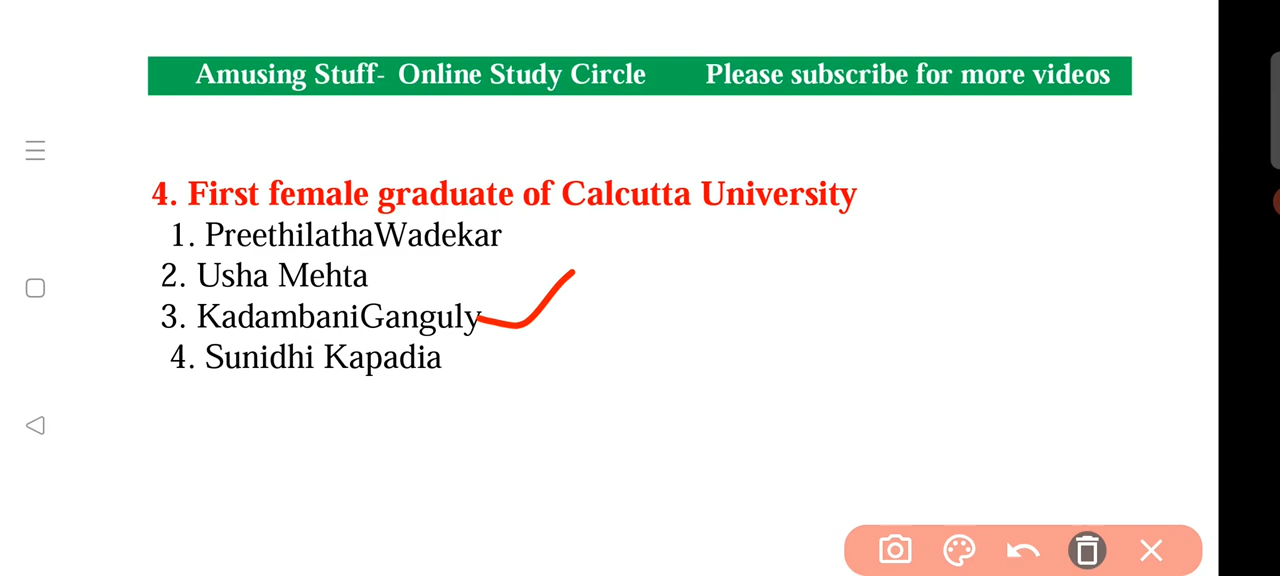 Amusing Stuff- Online Study Circle Please subscribe for more videos
4. First female graduate of Calcutta University
1. PreethilathaWadekar
2. Usha Mehta
3. KadambaniGanguly
4. Sunidhi Kapadia